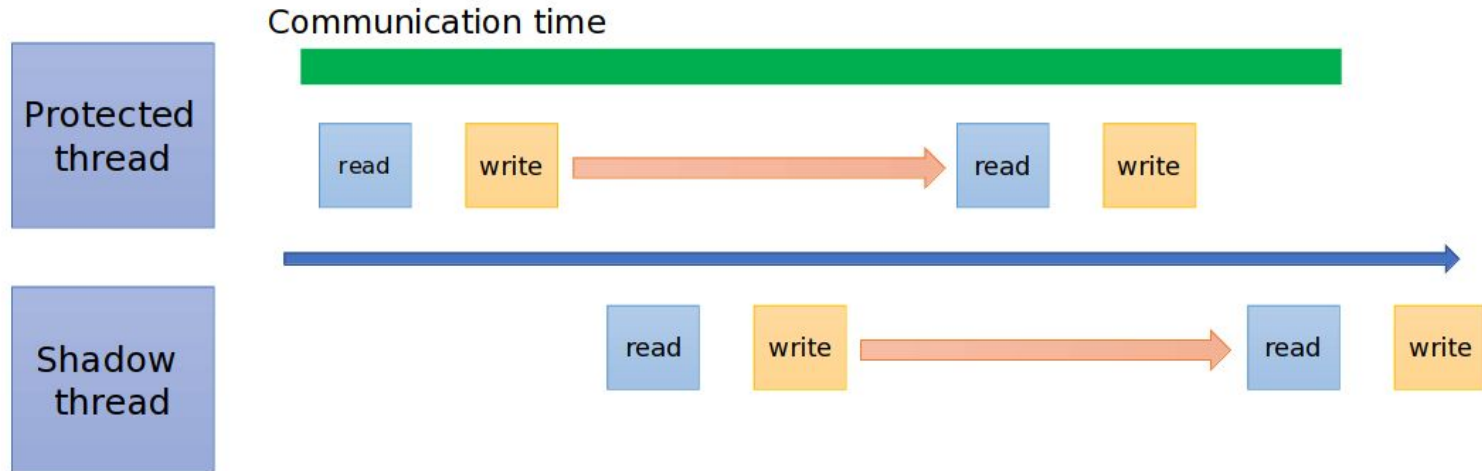 Communication time
Protected
thread
read
write
read
write
Shadow
thread
read
write
read
write